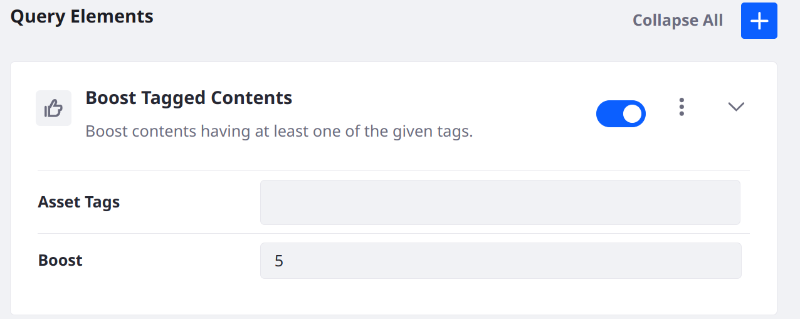 Query Elements
Collapse All
Boost Tagged Contents
Boost contents having at least one of the given tags.
Asset Tags
Boost
5